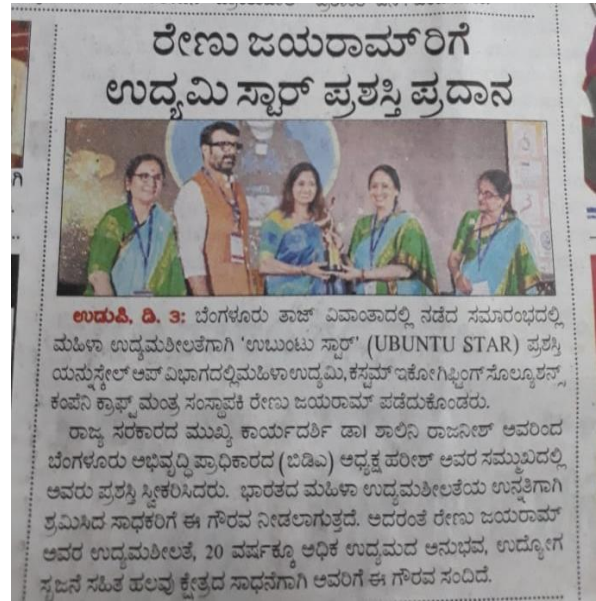 ರೇಣು ಜಯರಾಮ್‌ರಿಗೆ
ಉದ್ಯಮಿ ಸ್ಟಾರ್ ಪ್ರಶಸ್ತಿ ಪ್ರದಾನ
ಉಡುಪಿ, ಡಿ. 3: ಬೆಂಗಳೂರು ತಾಜ್ ವಿವಾಂತಾದಲ್ಲಿ ನಡೆದ ಸಮಾರಂಭದಲ್ಲಿ
ಮಹಿಳಾ ಉದ್ಯಮಶೀಲತೆಗಾಗಿ 'ಉಬುಂಟು ಸ್ಟಾರ್' (UBUNTU STAR) ಪ್ರಶಸ್ತಿ
ಯನ್ನುಸ್ಕೇಲ್ ಅಪ್ ವಿಭಾಗದಲ್ಲಿಮಹಿಳಾ ಉದ್ಯಮಿ, ಕಸ್ಟಮ್ ಇಕೋಗಿಫ್ಟಿಂಗ್ ಸೊಲ್ಯೂಶನ್ಸ್
ಕಂಪೆನಿ ಕ್ರಾಫ್ಟ್ ಮಂತ್ರ ಸಂಸ್ಥಾಪಕಿ ರೇಣು ಜಯರಾಮ್ ಪಡೆದುಕೊಂಡರು.
ರಾಜ್ಯ ಸರಕಾರದ ಮುಖ್ಯ ಕಾರ್ಯದರ್ಶಿ ಡಾ। ಶಾಲಿನಿ ರಾಜನೀಶ್ ಅವರಿಂದ
ಬೆಂಗಳೂರು ಅಭಿವೃದ್ಧಿ ಪ್ರಾಧಿಕಾರದ (ಬಿಡಿಎ) ಅಧ್ಯಕ್ಷ ಹರೀಶ್ ಅವರ ಸಮ್ಮುಖದಲ್ಲಿ
ಅವರು ಪ್ರಶಸ್ತಿ ಸ್ವೀಕರಿಸಿದರು. ಭಾರತದ ಮಹಿಳಾ ಉದ್ಯಮಶೀಲತೆಯ ಉನ್ನತಿಗಾಗಿ
ಶ್ರಮಿಸಿದ ಸಾಧಕರಿಗೆ ಈ ಗೌರವ ನೀಡಲಾಗುತ್ತದೆ. ಅದರಂತೆ ರೇಣು ಜಯರಾಮ್
ಅವರ ಉದ್ಯಮಶೀಲತೆ, 20 ವರ್ಷಕ್ಕೂ ಅಧಿಕ ಉದ್ಯಮದ ಅನುಭವ, ಉದ್ಯೋಗ
ಸೃಜನೆ ಸಹಿತ ಹಲವು ಕ್ಷೇತ್ರದ ಸಾಧನೆಗಾಗಿ ಅವರಿಗೆ ಈ ಗೌರವ ಸಂದಿದೆ.